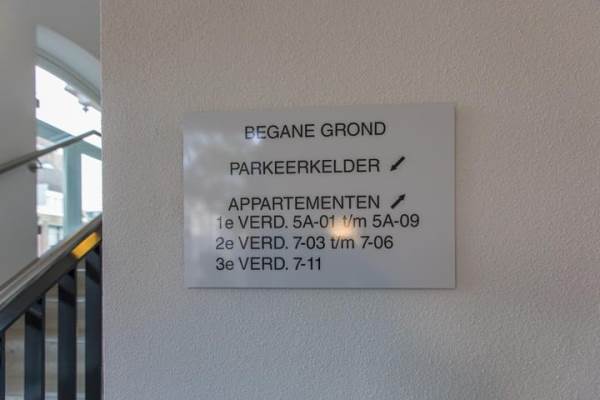 BEGANE GROND
PARKEERKELDER ↙
APPARTEMENTEN ↗
1e VERD. 5A-01 t/m 5A-09
2e VERD. 7-03 t/m 7-06
3e VERD. 7-11